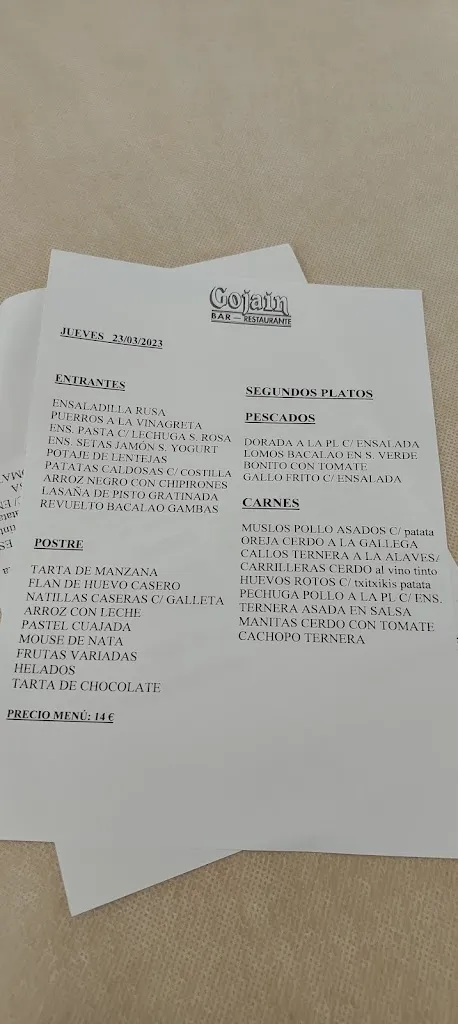 Gojain
BAR — RESTAURANTE
JUEVES 23/03/2023
ENTRANTES
ENSALADILLA RUSA
PUERROS A LA VINAGRETA
ENS. PASTA C/ LECHUGA S. ROSA
ENS. SETAS JAMÓN S. YOGURT
POTAJE DE LENTEJAS
PATATAS CALDOSAS C/ COSTILLA
ARROZ NEGRO CON CHIPIRONES
LASAÑA DE PISTO GRATINADA
REVUELTO BACALAO GAMBAS
POSTRE
TARTA DE MANZANA
FLAN DE HUEVO CASERO
NATILLAS CASERAS C/ GALLETA
ARROZ CON LECHE
PASTEL CUAJADA
MOUSE DE NATA
FRUTAS VARIADAS
HELADOS
TARTA DE CHOCOLATE
PRECIO MENÚ: 14 €
SEGUNDOS PLATOS
PESCADOS
DORADA A LA PL C/ ENSALADA
LOMOS BACALAO EN S. VERDE
BONITO CON TOMATE
GALLO FRITO C/ ENSALADA
CARNES
MUSLOS POLLO ASADOS C/ patata
OREJA CERDO A LA GALLEGA
CALLOS TERNERA A LA ALAVESA
CARRILLERAS CERDO al vino tinto
HUEVOS ROTOS C/ txitxikis patata
PECHUGA POLLO A LA PL C/ ENS.
TERNERA ASADA EN SALSA
MANITAS CERDO CON TOMATE
CACHOPO TERNERA